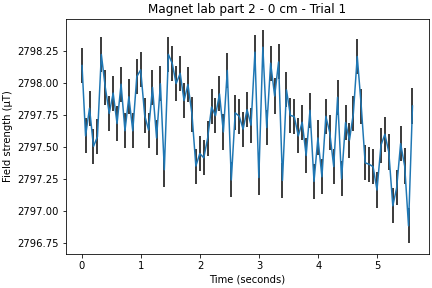 Magnet lab part 2 - 0 cm - Trial 1
Field strength (μT)
2798.25
2798.00
2797.75
2797.50
2797.25
2797.00
2796.75
0 1 2 3 4 5
Time (seconds)